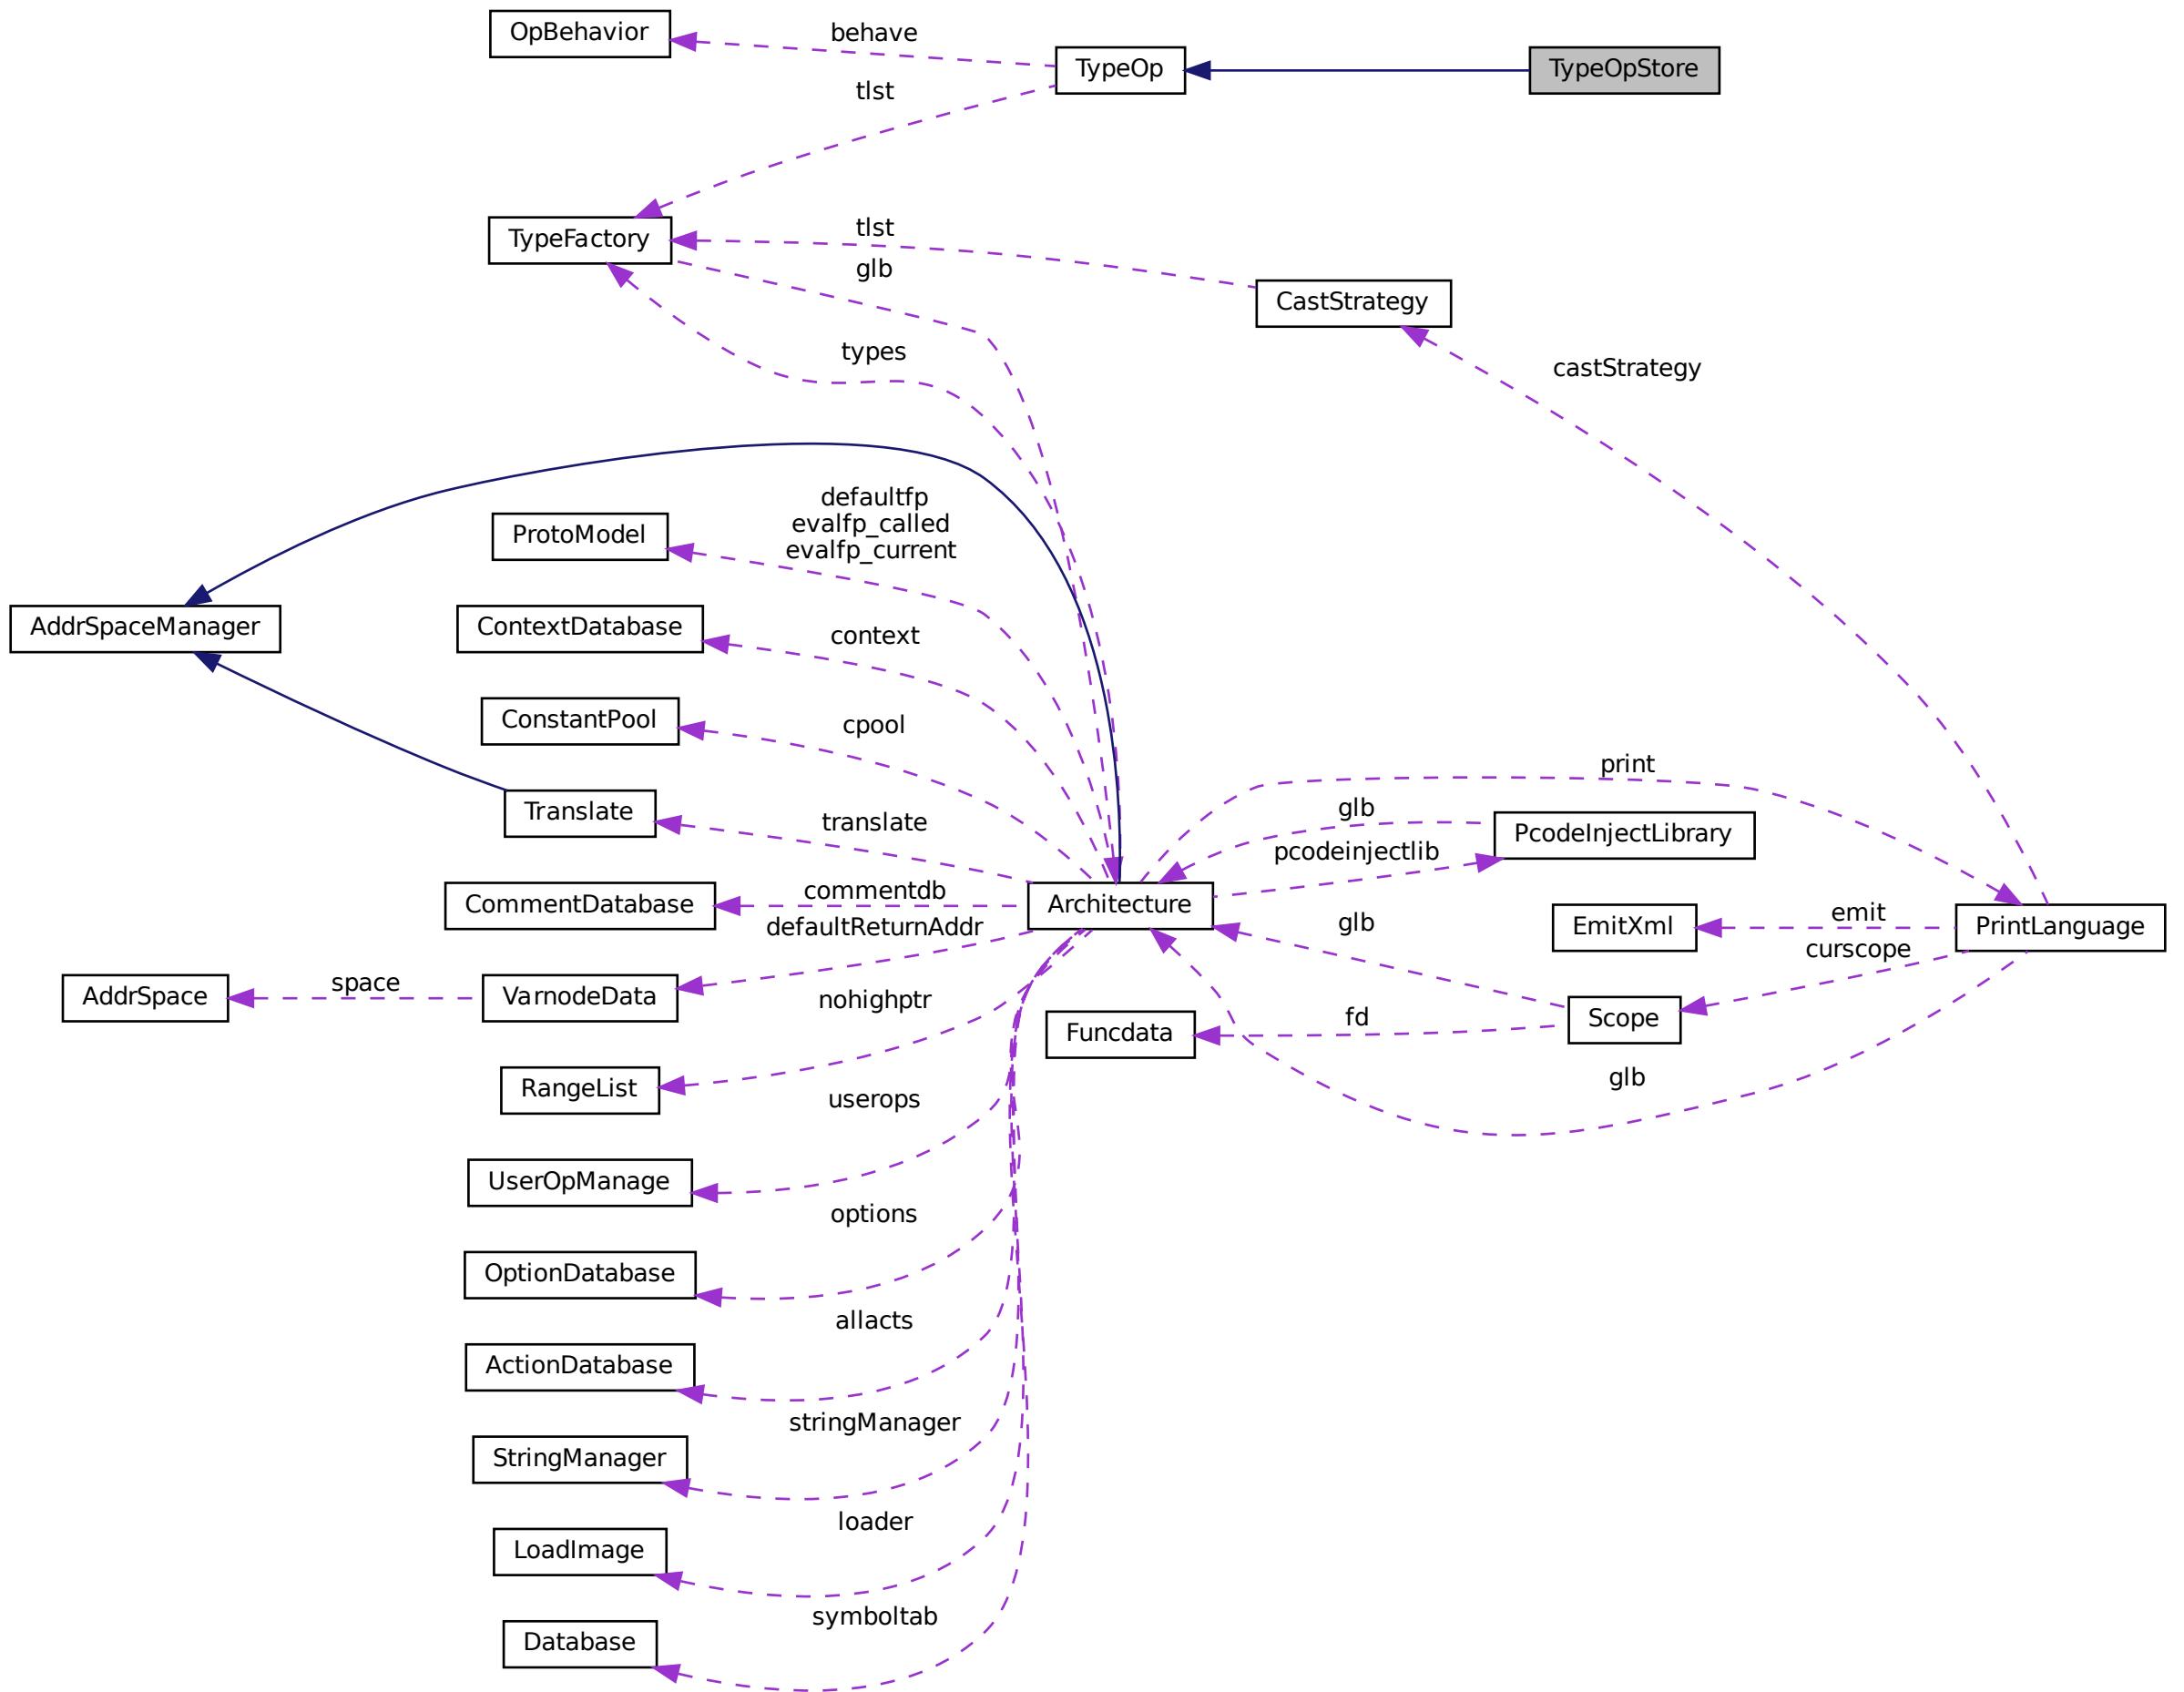 OpBehavior
behave
TypeOp
TypeOpStore
tlst
TypeFactory
tlst
glb
CastStrategy
types
castStrategy
defaultfp
evalfp_called
evalfp_current
ProtoModel
AddrSpaceManager
ContextDatabase
context
ConstantPool
cpool
print
Translate
translate
glb
PcodeInjectLibrary
pcodeinjectlib
CommentDatabase
commentdb
Architecture
defaultReturnAddr
glb
EmitXml
emit
PrintLanguage
curscope
AddrSpace
space
VarnodeData
nohighptr
Funcdata
fd
Scope
RangeList
userops
glb
UserOpManage
options
OptionDatabase
allacts
ActionDatabase
stringManager
StringManager
loader
LoadImage
symboltab
Database